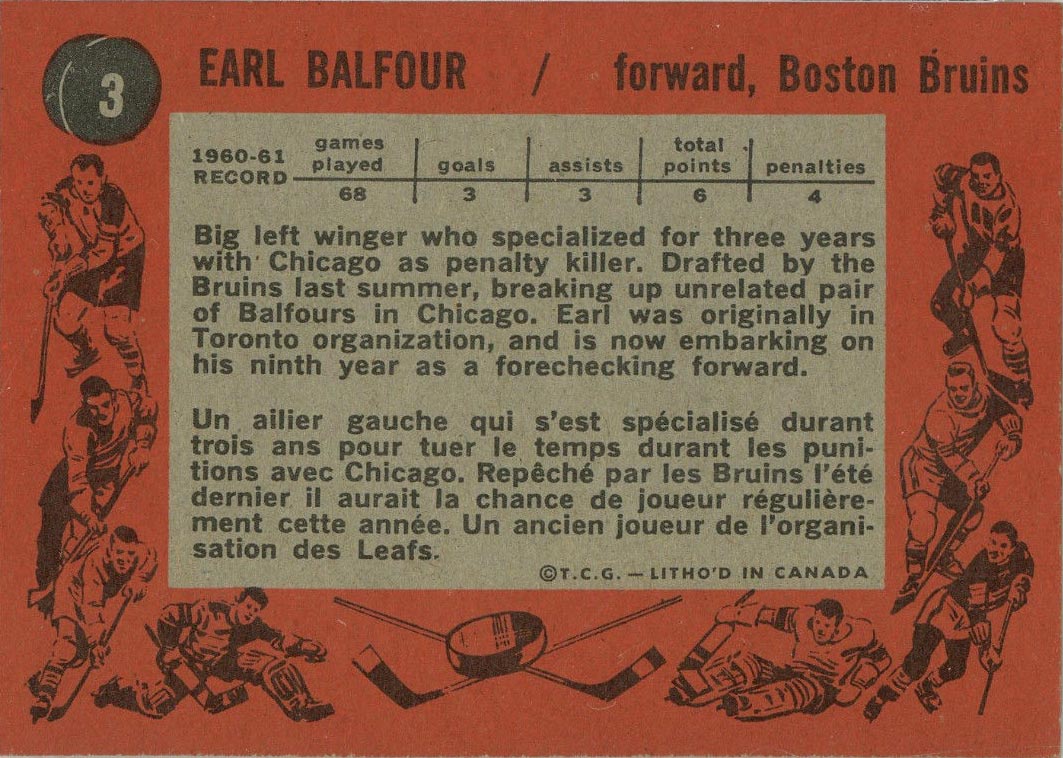 3
EARL BALFOUR / forward, Boston Bruins
1960-61 RECORD games played goals assists total points penalties
68 3 3 6 4
Big left winger who specialized for three years
with Chicago as penalty killer. Drafted by the
Bruins last summer, breaking up unrelated pair
of Balfours in Chicago. Earl was originally in
Toronto organization, and is now embarking on
his ninth year as a forechecking forward.
Un ailier gauche qui s'est spécialisé durant
trois ans pour tuer le temps durant les puni-
tions avec Chicago. Repêché par les Bruins l'été
dernier il aurait la chance de joueur régulière-
ment cette année. Un ancien joueur de l'organi-
sation des Leafs.
©T.C.G. — LITHO'D IN CANADA